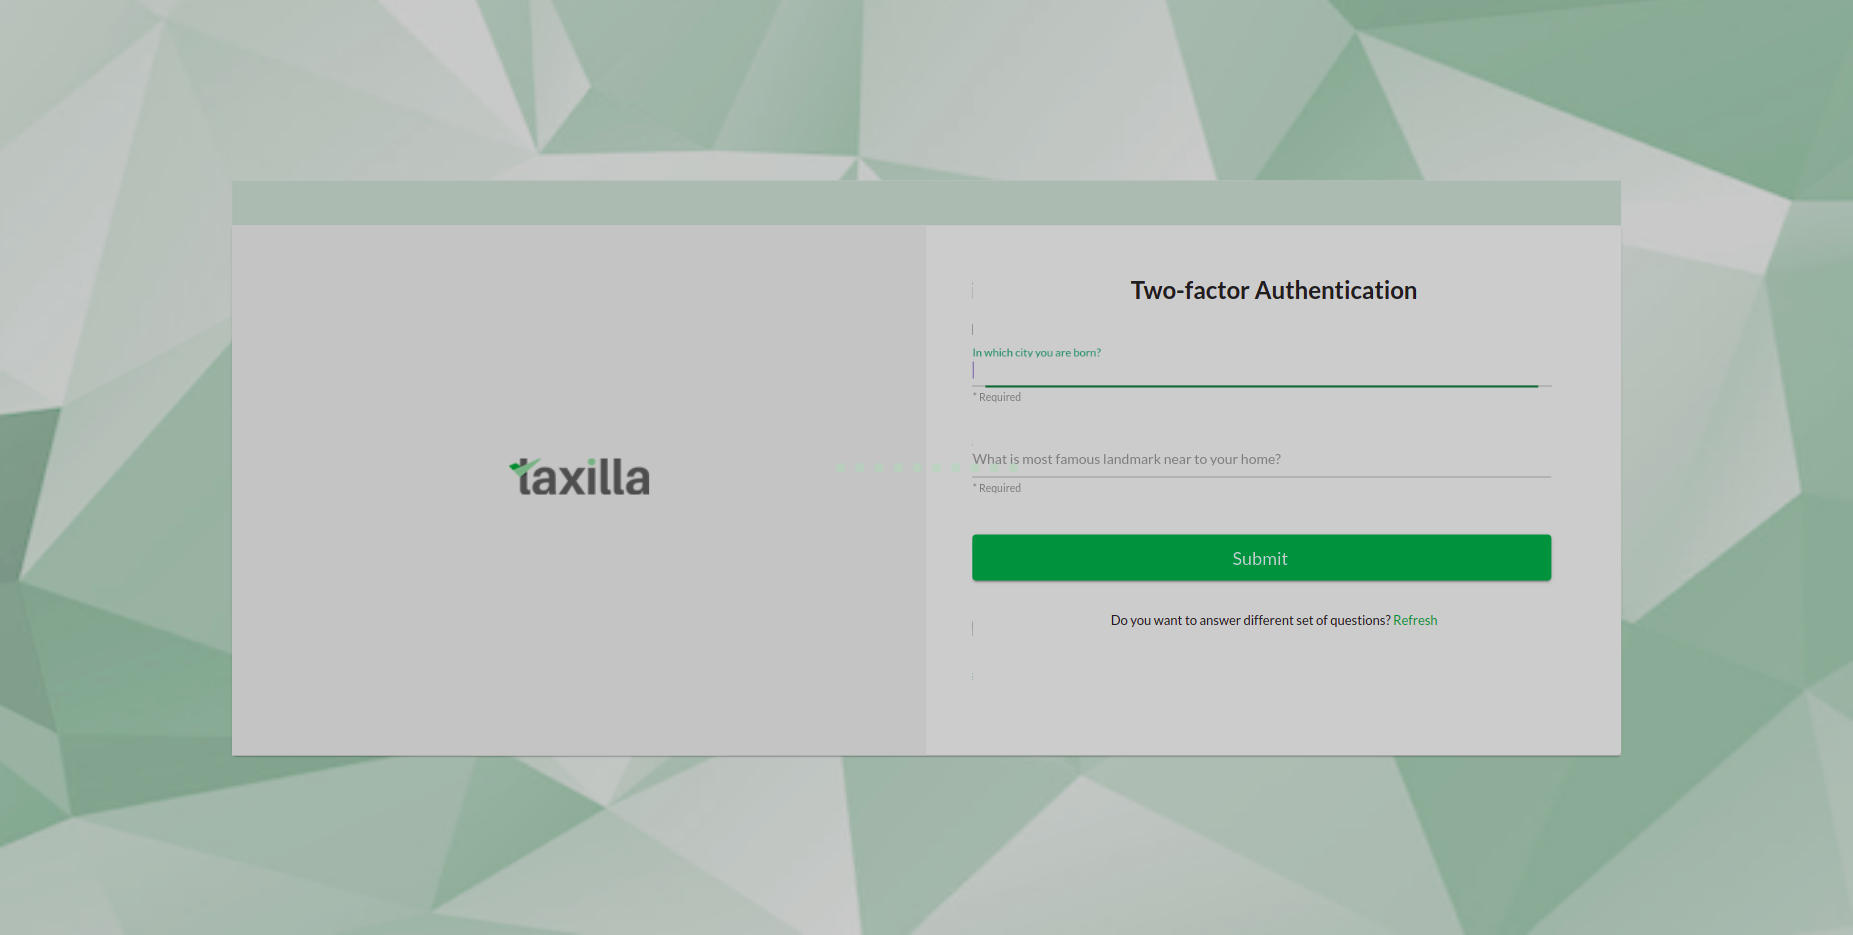 taxilla
Two-factor Authentication
In which city you are born?
* Required
What is most famous landmark near to your home?
* Required
Submit
Do you want to answer different set of questions? Refresh